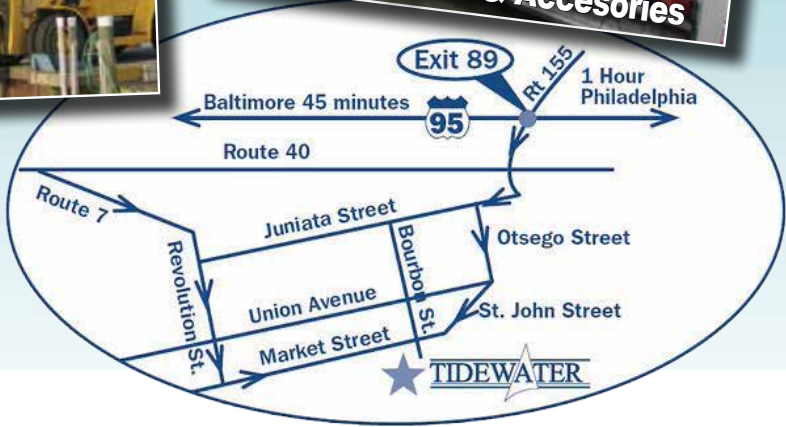 & Accesories
Exit 89
Rt 155
1 Hour
Philadelphia
Baltimore 45 minutes
95
Route 40
Route 7
Juniata Street
Otsego Street
Revolution St.
Bourbon St.
Union Avenue
St. John Street
Market Street
TIDEWATER